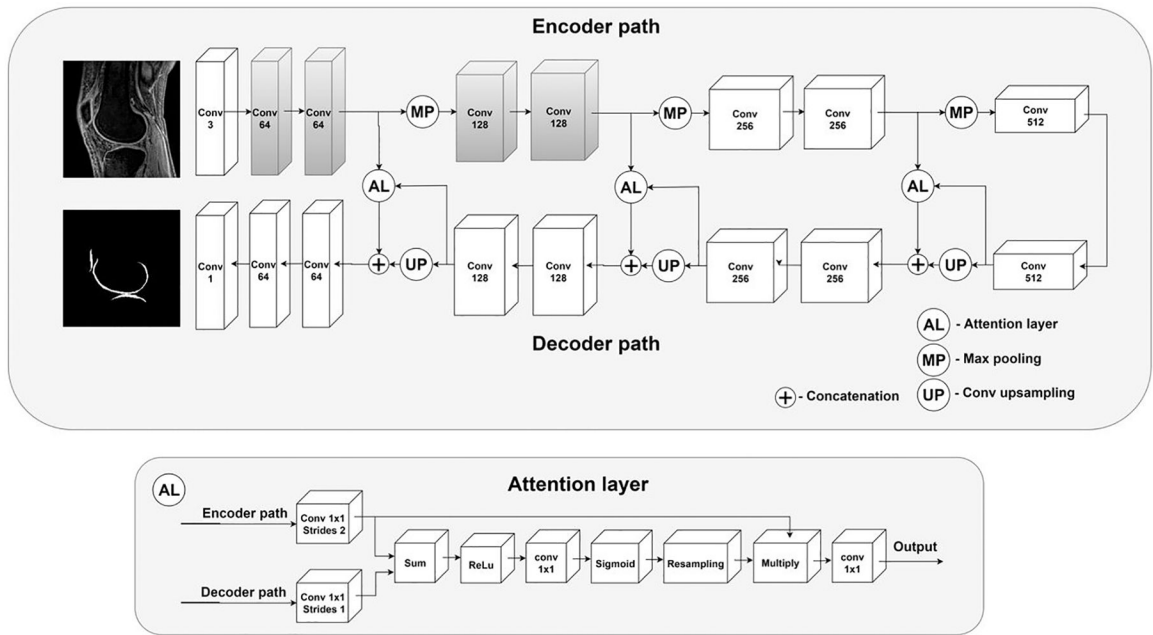 Encoder path
Conv
3
Conv
64
Conv
64
MP
Conv
128
Conv
128
MP
Conv
256
Conv
256
MP
Conv
512
AL
AL
AL
Conv
1
Conv
64
Conv
64
+
UP
Conv
128
Conv
128
+
UP
Conv
256
Conv
256
+
UP
Conv
512
Decoder path
AL - Attention layer
MP - Max pooling
+ - Concatenation
UP - Conv upsampling
AL
Attention layer
Encoder path
Conv 1x1
Strides 2
Sum
ReLu
conv
1x1
Sigmoid
Resampling
Multiply
conv
1x1
Output
Decoder path
Conv 1x1
Strides 1